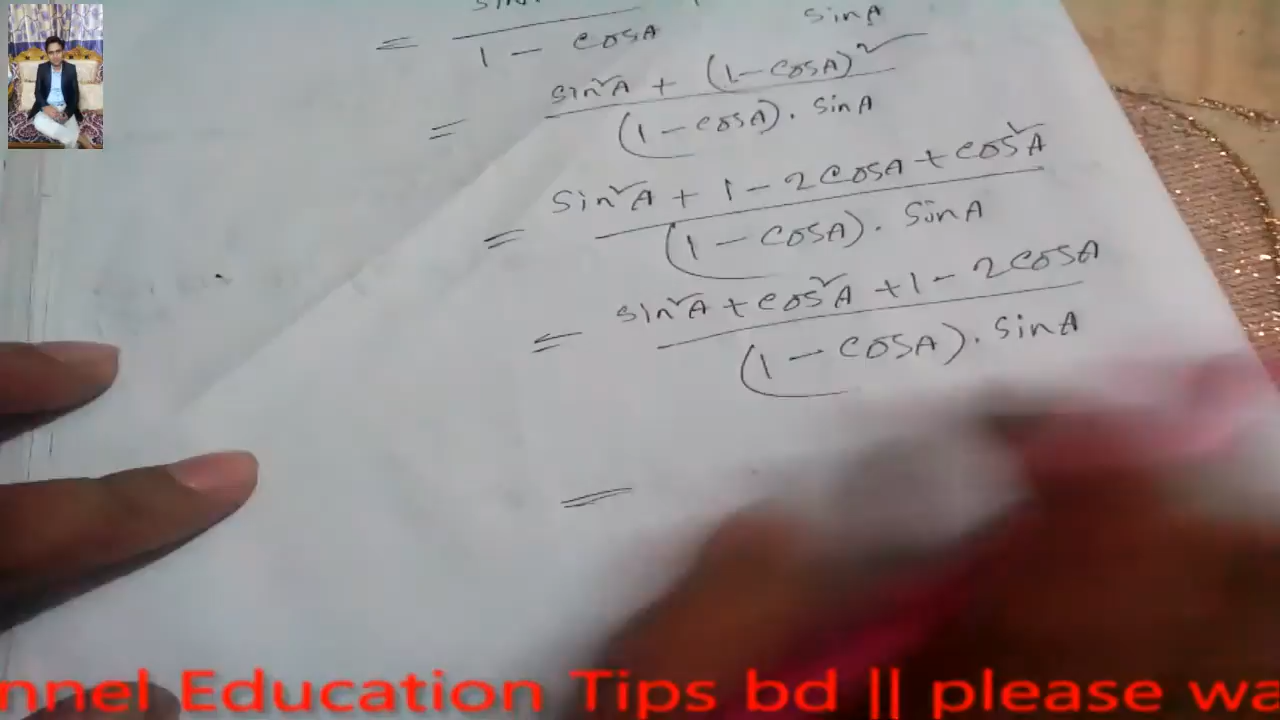 = ───── 1 - cosA sinA
= sin²A + (1-cosA)² / (1-cosA). sinA
= sin²A + 1 - 2cosA + cos²A / (1-cosA). sinA
= sin²A + cos²A + 1 - 2cosA / (1-cosA). sinA
=
nnel Education Tips bd || please wa